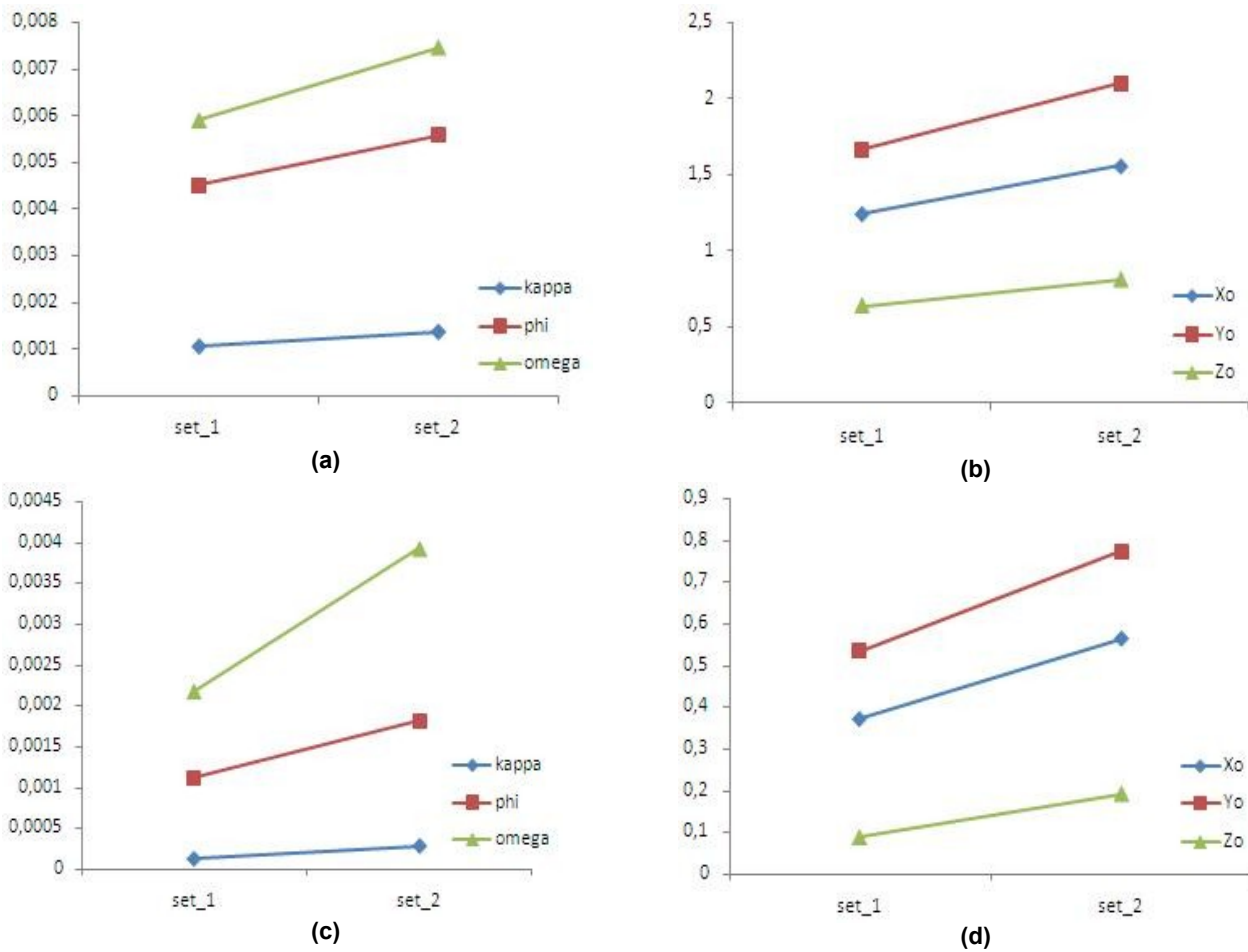 0,008
0,007
0,006
0,005
0,004
0,003
0,002
0,001
0
kappa
phi
omega
set_1 set_2
(a)
2,5
2
1,5
1
0,5
0
Xo
Yo
Zo
set_1 set_2
(b)
0,0045
0,004
0,0035
0,003
0,0025
0,002
0,0015
0,001
0,0005
0
kappa
phi
omega
set_1 set_2
(c)
0,9
0,8
0,7
0,6
0,5
0,4
0,3
0,2
0,1
0
Xo
Yo
Zo
set_1 set_2
(d)